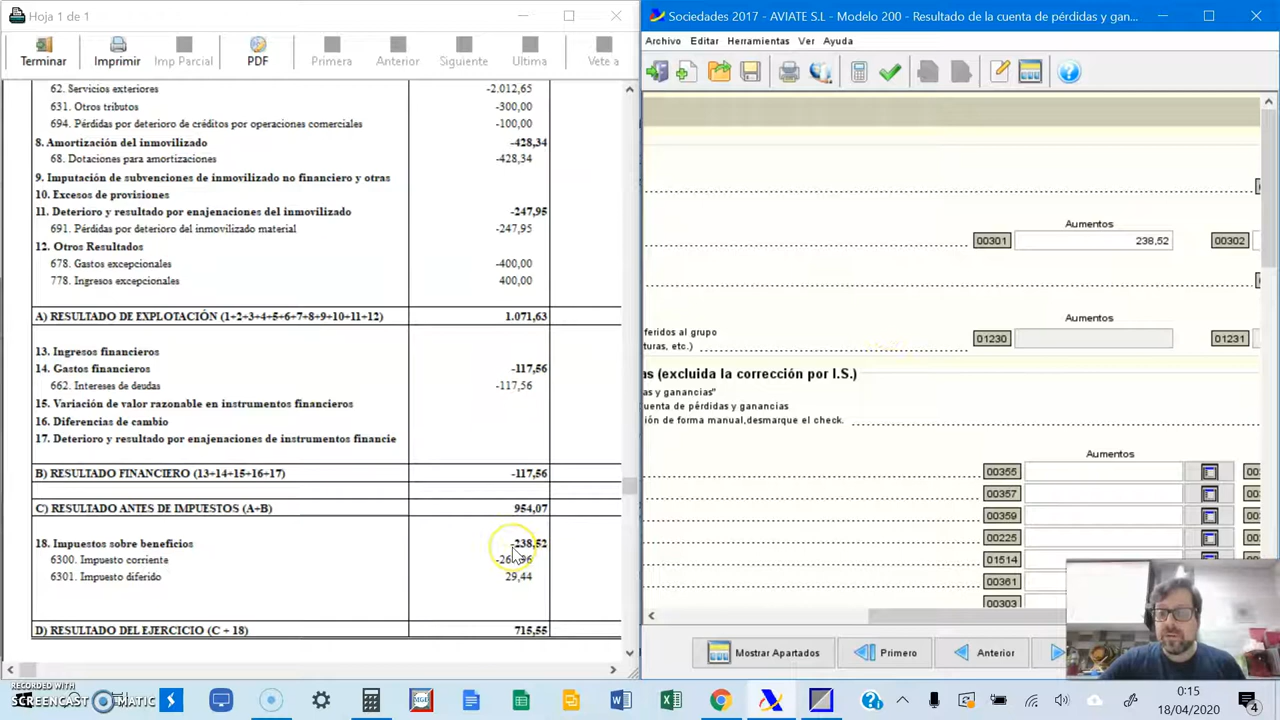 Hoja 1 de 1
Terminar
Imprimir
Imp Parcial
PDF
Primera
Anterior
Siguiente
Ultima
Vete a
62. Servicios exteriores -2.012,65
631. Otros tributos -300,00
694. Pérdidas por deterioro de créditos por operaciones comerciales -100,00
8. Amortización del inmovilizado -428,34
68. Dotaciones para amortizaciones -428,34
9. Imputación de subvenciones de inmovilizado no financiero y otras
10. Excesos de provisiones
11. Deterioro y resultado por enajenaciones del inmovilizado -247,95
691. Pérdidas por deterioro del inmovilizado material -247,95
12. Otros Resultados
678. Gastos excepcionales -400,00
778. Ingresos excepcionales 400,00
A) RESULTADO DE EXPLOTACIÓN (1+2+3+4+5+6+7+8+9+10+11+12) 1.071,63
13. Ingresos financieros
14. Gastos financieros -117,56
662. Intereses de deudas -117,56
15. Variación de valor razonable en instrumentos financieros
16. Diferencias de cambio
17. Deterioro y resultado por enajenaciones de instrumentos financie
B) RESULTADO FINANCIERO (13+14+15+16+17) -117,56
C) RESULTADO ANTES DE IMPUESTOS (A+B) 954,07
18. Impuestos sobre beneficios -238,52
6300. Impuesto corriente
6301. Impuesto diferido 29,44
D) RESULTADO DEL EJERCICIO (C + 18) 715,55
Sociedades 2017 - AVIATE S.L - Modelo 200 - Resultado de la cuenta de pérdidas y gan...
Archivo Editar Herramientas Ver Ayuda
Aumentos
00301 238,52 00302
feridos al grupo
Aumentos
turas, etc.) 01230 01231
as (excluida la corrección por I.S.)
as y ganancias"
uenta de pérdidas y ganancias
ión de forma manual,desmarque el check.
Aumentos
00355 00
00357 00
00359 00
00225 00
01514 00
00361
00303
Mostrar Apartados
Primero
Anterior
RECORDED WITH
SCREENCAST MATIC
0:15
18/04/2020
4